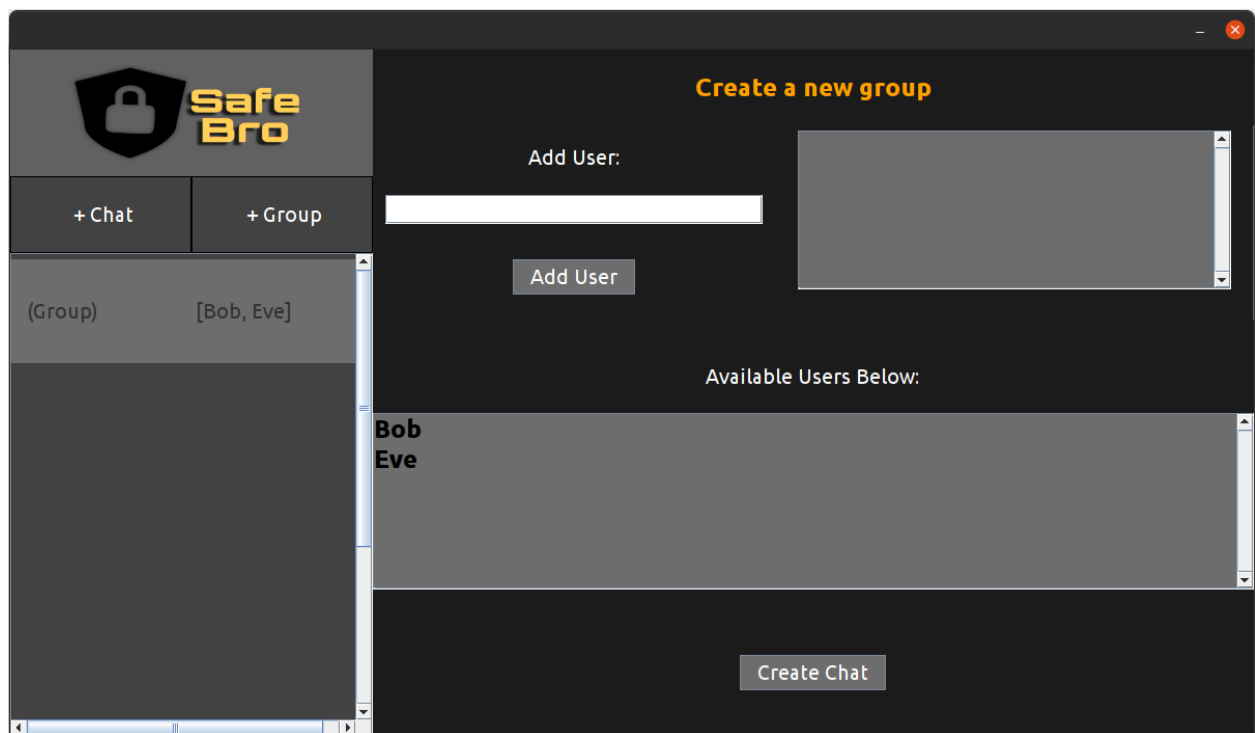 Safe
Bro
+ Chat
+ Group
(Group) [Bob, Eve]
Create a new group
Add User:
Add User
Available Users Below:
Bob
Eve
Create Chat